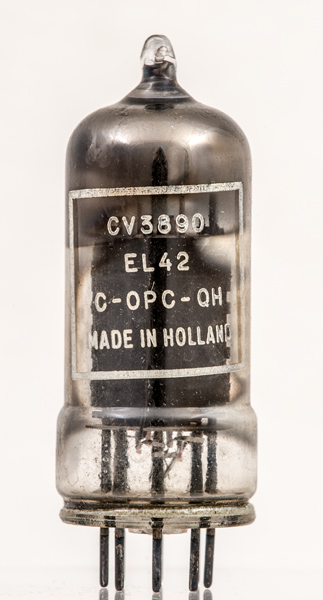 CV3890
EL42
C-OPC-QH
MADE IN HOLLAND